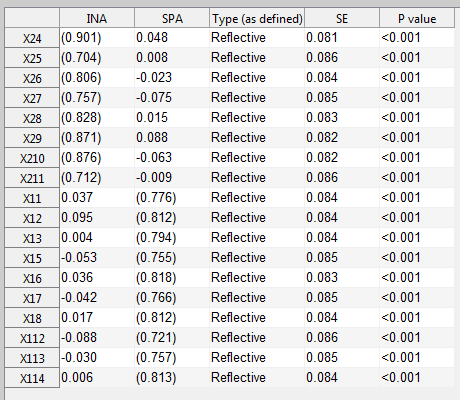 INA SPA Type (as defined) SE P value
X24 (0.901) 0.048 Reflective 0.081 <0.001
X25 (0.704) 0.008 Reflective 0.086 <0.001
X26 (0.806) -0.023 Reflective 0.084 <0.001
X27 (0.757) -0.075 Reflective 0.085 <0.001
X28 (0.828) 0.015 Reflective 0.083 <0.001
X29 (0.871) 0.088 Reflective 0.082 <0.001
X210 (0.876) -0.063 Reflective 0.082 <0.001
X211 (0.712) -0.009 Reflective 0.086 <0.001
X11 0.037 (0.776) Reflective 0.084 <0.001
X12 0.095 (0.812) Reflective 0.084 <0.001
X13 0.004 (0.794) Reflective 0.084 <0.001
X15 -0.053 (0.755) Reflective 0.085 <0.001
X16 0.036 (0.818) Reflective 0.083 <0.001
X17 -0.042 (0.766) Reflective 0.085 <0.001
X18 0.017 (0.812) Reflective 0.084 <0.001
X112 -0.088 (0.721) Reflective 0.086 <0.001
X113 -0.030 (0.757) Reflective 0.085 <0.001
X114 0.006 (0.813) Reflective 0.084 <0.001